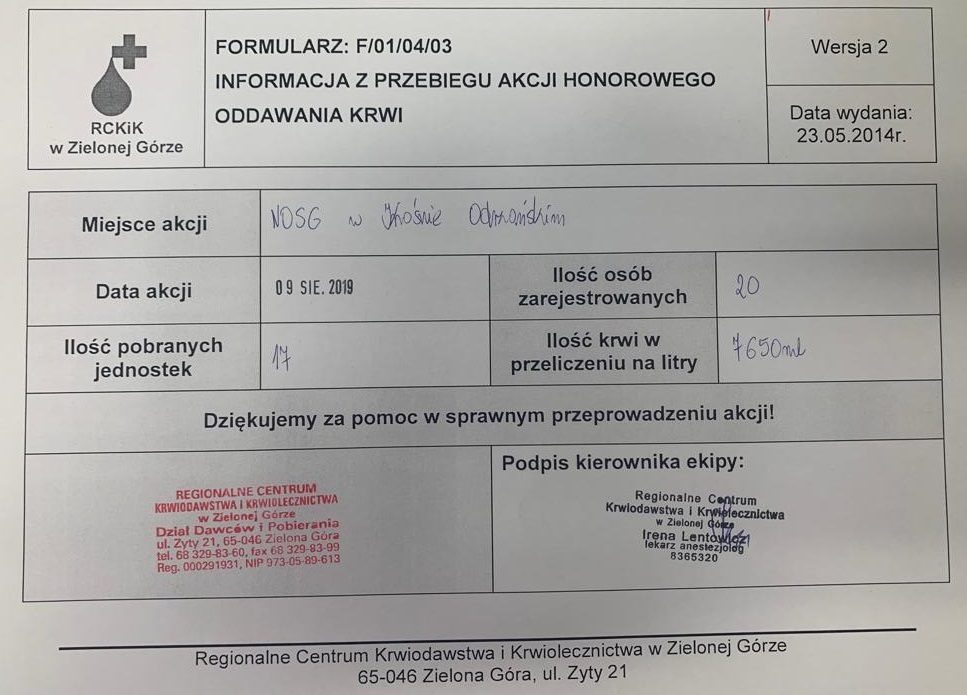 RCKiK
w Zielonej Górze
FORMULARZ: F/01/04/03
INFORMACJA Z PRZEBIEGU AKCJI HONOROWEGO
ODDAWANIA KRWI
Wersja 2
Data wydania:
23.05.2014r.
Miejsce akcji
NOSG w Krośnie Odrzańskim
Data akcji
09 SIE. 2019
Ilość osób
zarejestrowanych
20
Ilość pobranych
jednostek
17
Ilość krwi w
przeliczeniu na litry
7650ml
Dziękujemy za pomoc w sprawnym przeprowadzeniu akcji!
REGIONALNE CENTRUM
KRWIODAWSTWA I KRWIOLECZNICTWA
w Zielonej Górze
Dział Dawców i Pobierania
ul. Zyty 21, 65-046 Zielona Góra
tel. 68 329-83-60, fax 68 329-83-99
Reg. 000291931, NIP 973-05-89-613
Podpis kierownika ekipy:
Regionalne Centrum
Krwiodawstwa i Krwiolecznictwa
w Zielonej Górze
Irena Lentowicz
lekarz anestezjolog
8365320
Regionalne Centrum Krwiodawstwa i Krwiolecznictwa w Zielonej Górze
65-046 Zielona Góra, ul. Zyty 21